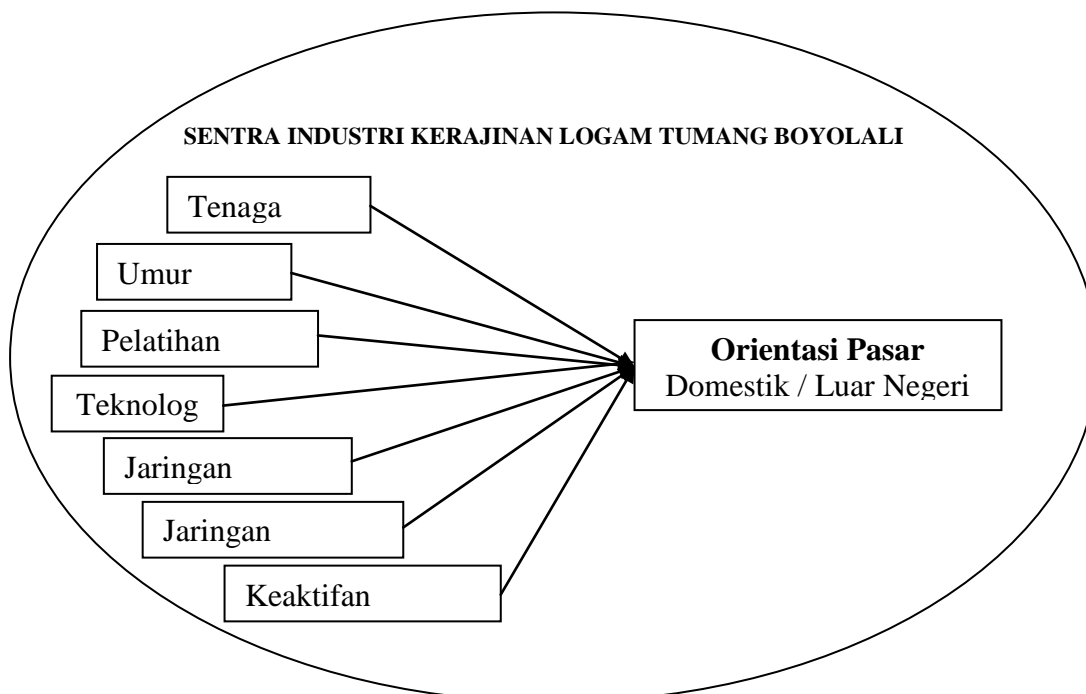 SENTRA INDUSTRI KERAJINAN LOGAM TUMANG BOYOLALI
Tenaga
Umur
Pelatihan
Teknolog
Jaringan
Jaringan
Keaktifan
Orientasi Pasar
Domestik / Luar Negeri